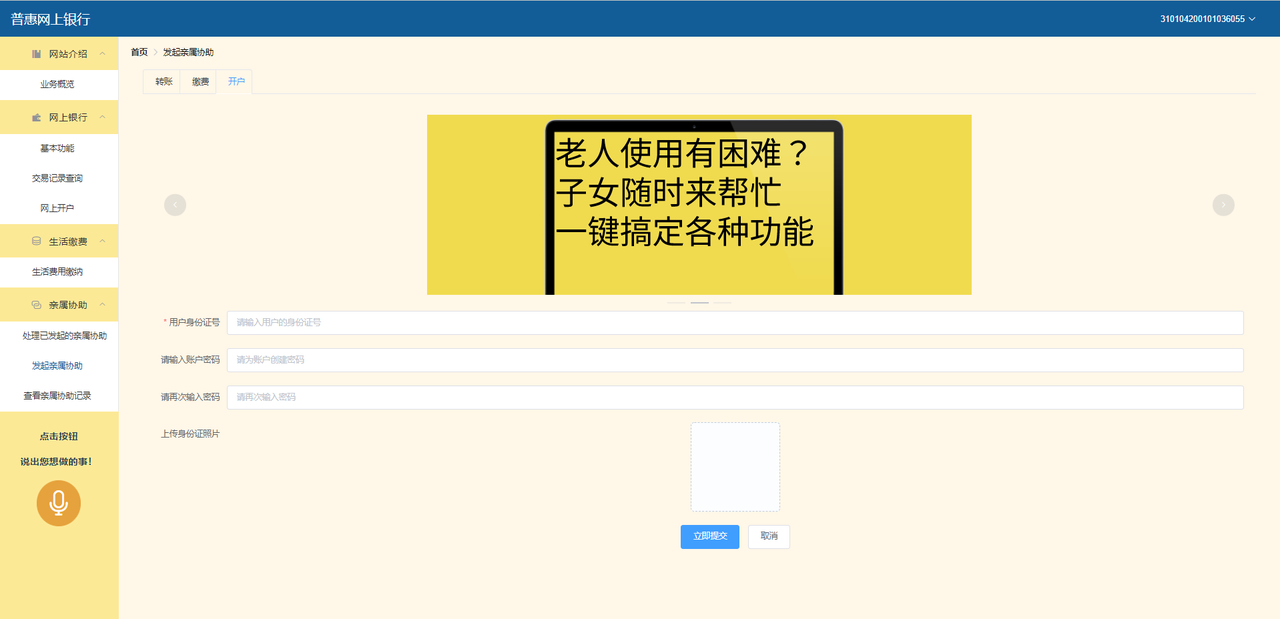 普惠网上银行
310104200101036055
网站介绍
业务概览
网上银行
基本功能
交易记录查询
网上开户
生活缴费
生活费用缴纳
亲属协助
处理已发起的亲属协助
发起亲属协助
查看亲属协助记录
点击按钮
说出您想做的事!
首页 > 发起亲属协助
转账 缴费 开户
老人使用有困难？
子女随时来帮忙
一键搞定各种功能
* 用户身份证号 请输入用户的身份证号
请输入账户密码 请为账户创建密码
请再次输入密码 请再次输入密码
上传身份证照片
立即提交 取消